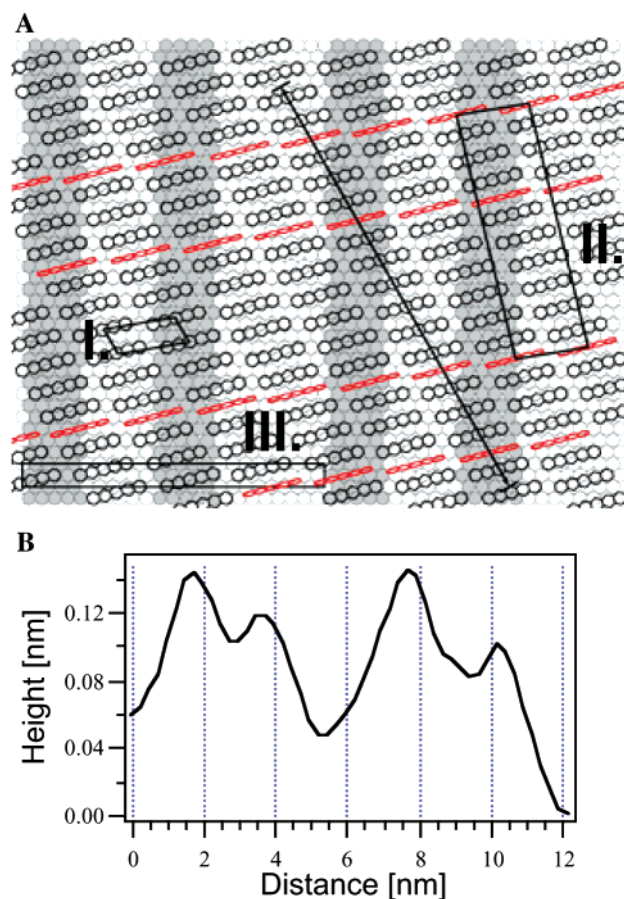 A
II.
I.
III.
B
0.12
0.08
0.04
0.00
Height [nm]
0 2 4 6 8 10 12
Distance [nm]